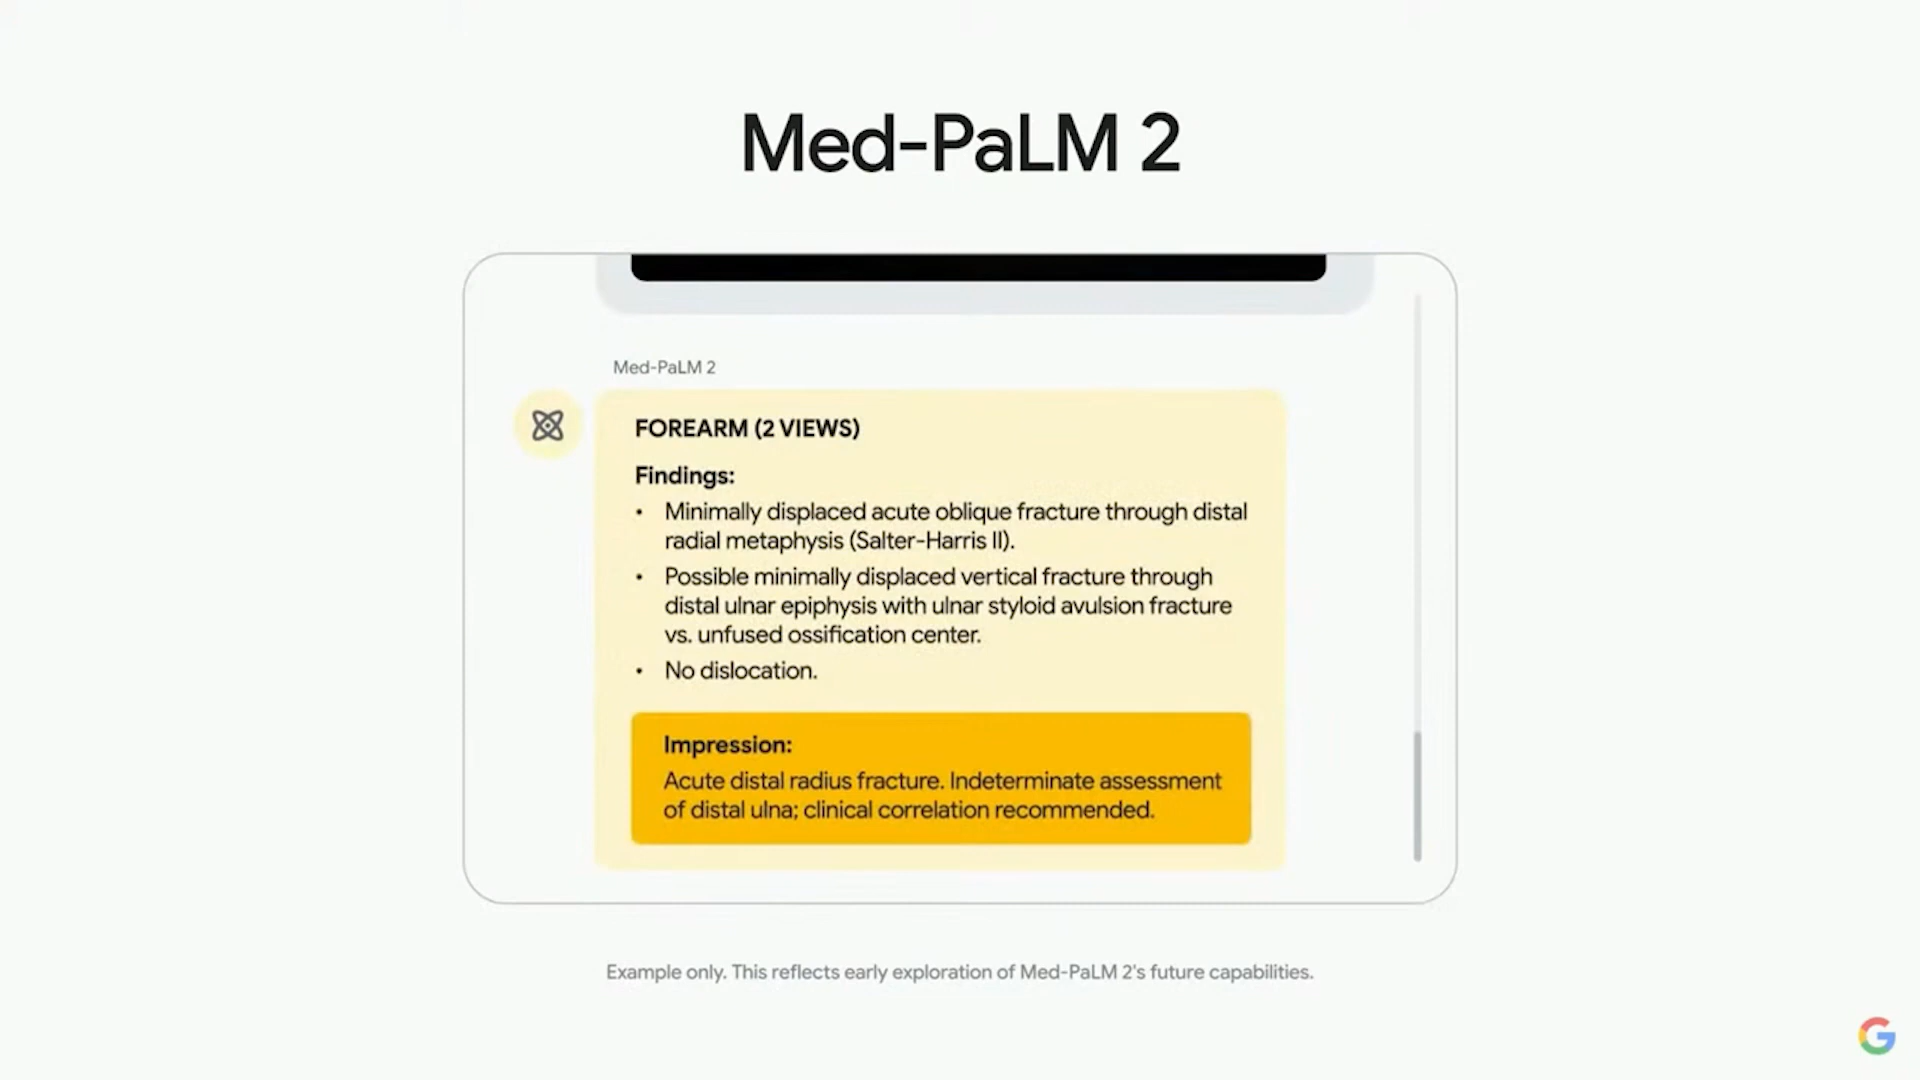 Med-PaLM 2
Med-PaLM 2
FOREARM (2 VIEWS)
Findings:
• Minimally displaced acute oblique fracture through distal
radial metaphysis (Salter-Harris II).
• Possible minimally displaced vertical fracture through
distal ulnar epiphysis with ulnar styloid avulsion fracture
vs. unfused ossification center.
• No dislocation.
Impression:
Acute distal radius fracture. Indeterminate assessment
of distal ulna; clinical correlation recommended.
Example only. This reflects early exploration of Med-PaLM 2's future capabilities.
G